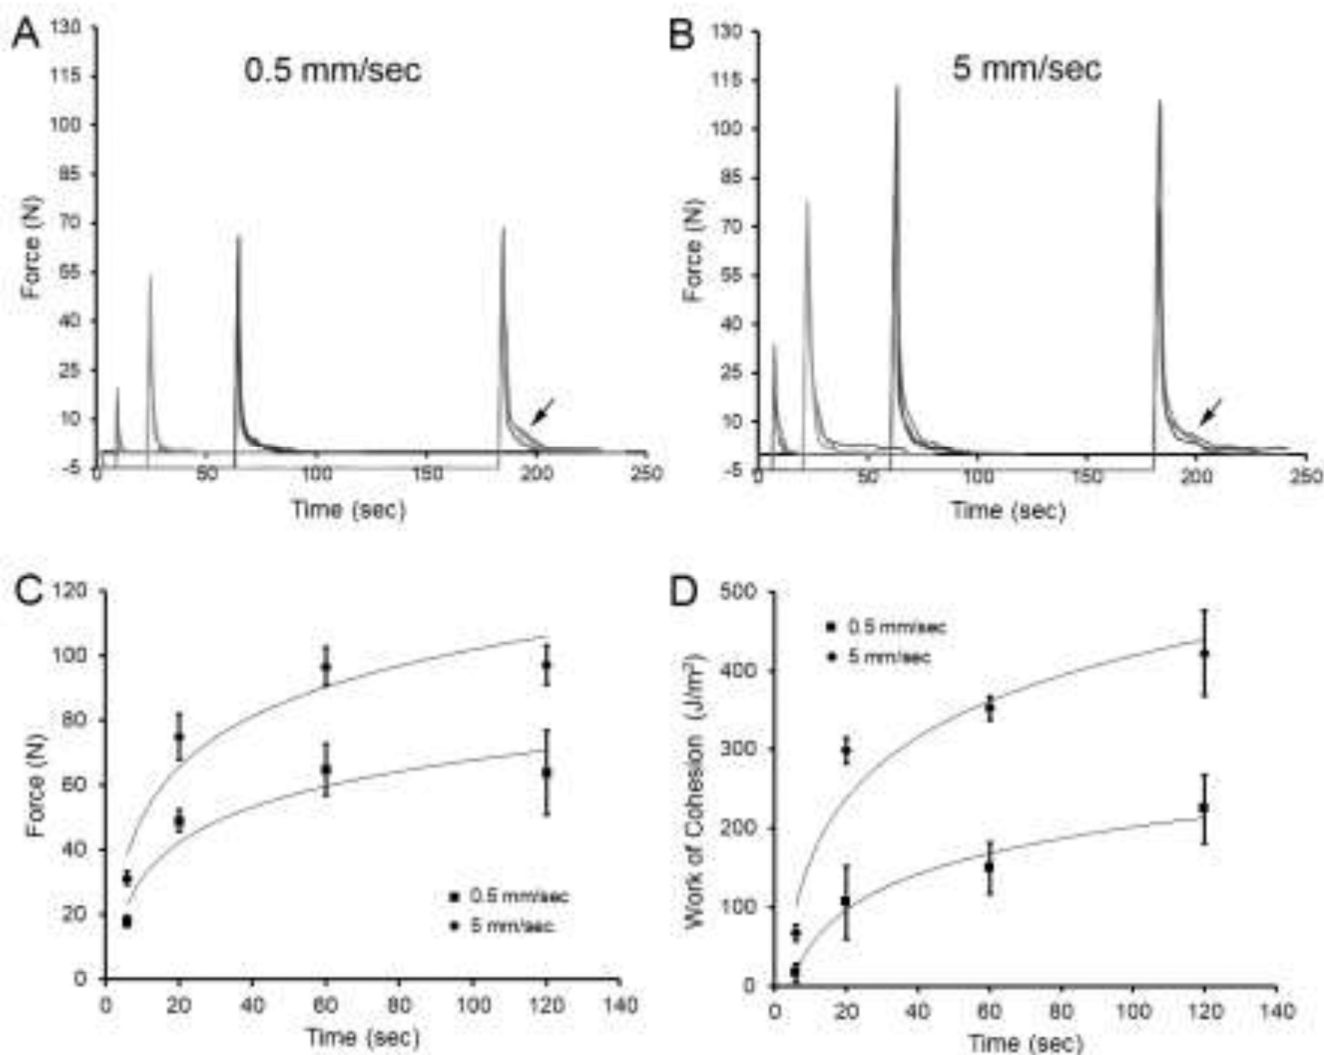 A
0.5 mm/sec
130
115
100
85
70
55
40
25
10
-5
0 50 100 150 200 250
Force (N)
Time (sec)
B
5 mm/sec
130
115
100
85
70
55
40
25
10
-5
0 50 100 150 200 250
Force (N)
Time (sec)
C
120
100
80
60
40
20
0
0 20 40 60 80 100 120 140
Force (N)
0.5 mm/sec
5 mm/sec
Time (sec)
D
500
400
300
200
100
0
0 20 40 60 80 100 120 140
Work of Cohesion (J/m²)
0.5 mm/sec
5 mm/sec
Time (sec)